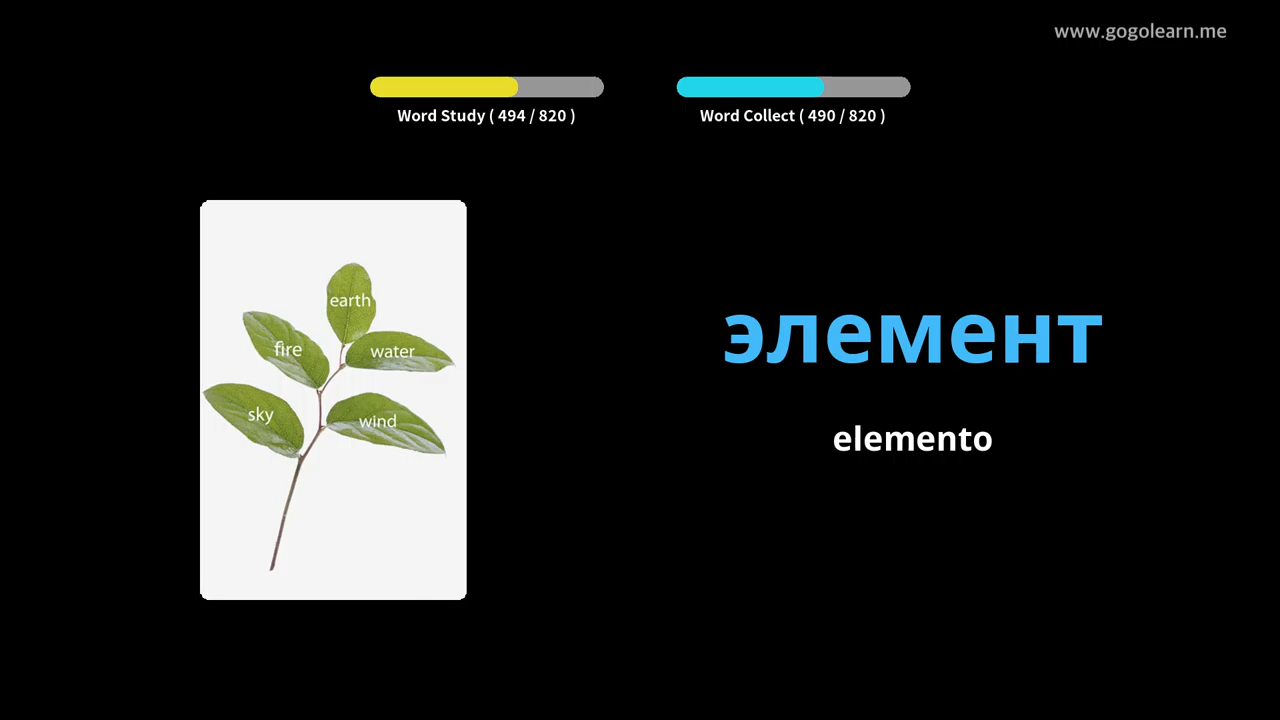 www.gogolearn.me
Word Study ( 494 / 820 )
Word Collect ( 490 / 820 )
earth
fire
water
sky
wind
элемент
elemento